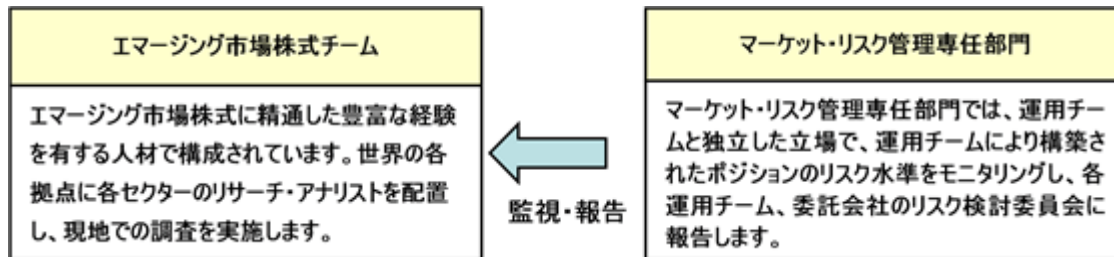 エマージング市場株式チーム
エマージング市場株式に精通した豊富な経験
を有する人材で構成されています。世界の各
拠点に各セクターのリサーチ・アナリストを配置
し、現地での調査を実施します。
監視・報告
マーケット・リスク管理専任部門
マーケット・リスク管理専任部門では、運用チー
ムと独立した立場で、運用チームにより構築さ
れたポジションのリスク水準をモニタリングし、各
運用チーム、委託会社のリスク検討委員会に
報告します。